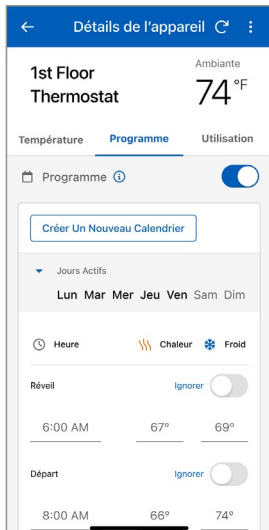 Détails de l'appareil
1st Floor Thermostat
Ambiante
74°F
Température Programme Utilisation
Programme
Créer Un Nouveau Calendrier
Jours Actifs
Lun Mar Mer Jeu Ven Sam Dim
Heure Chaleur Froid
Réveil Ignorer
6:00 AM 67° 69°
Départ Ignorer
8:00 AM 66° 74°